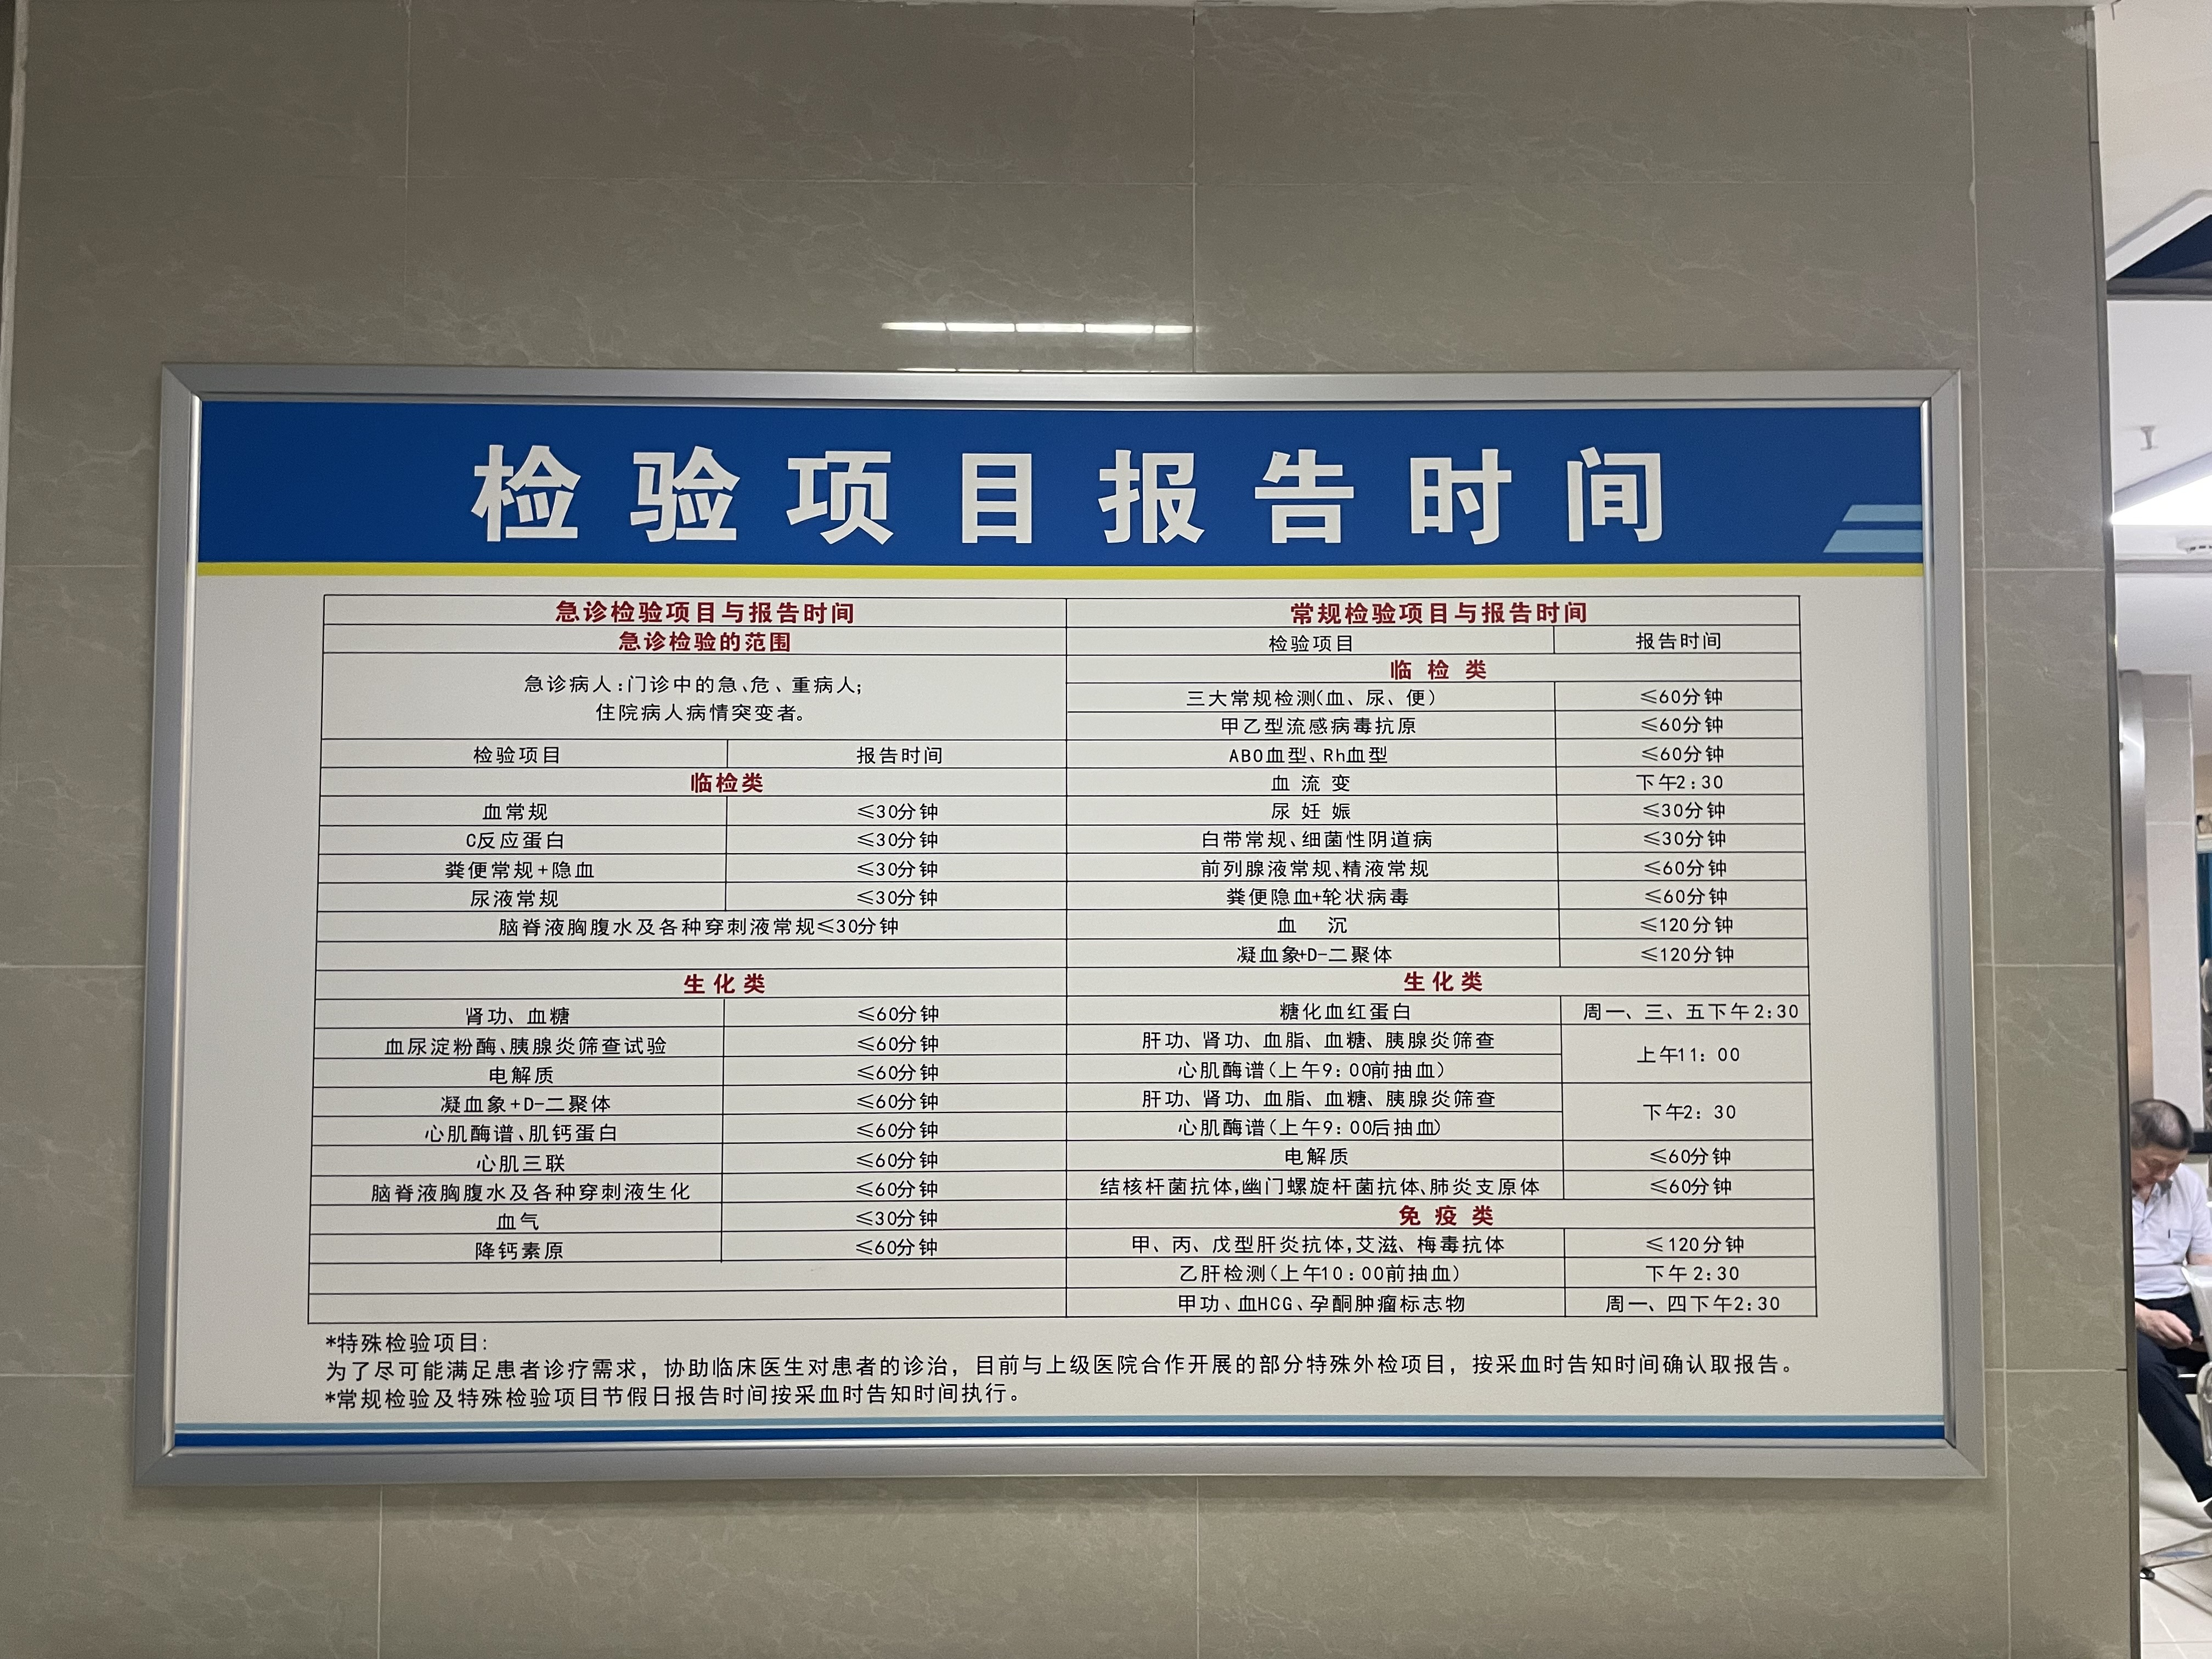 检验项目报告时间
急诊检验项目与报告时间
急诊检验的范围
急诊病人:门诊中的急、危、重病人;
住院病人病情突变者。
检验项目 报告时间
临检类
血常规 ≤30分钟
C反应蛋白 ≤30分钟
粪便常规+隐血 ≤30分钟
尿液常规 ≤30分钟
脑脊液胸腹水及各种穿刺液常规≤30分钟
生化类
肾功、血糖 ≤60分钟
血尿淀粉酶、胰腺炎筛查试验 ≤60分钟
电解质 ≤60分钟
凝血象+D-二聚体 ≤60分钟
心肌酶谱、肌钙蛋白 ≤60分钟
心肌三联 ≤60分钟
脑脊液胸腹水及各种穿刺液生化 ≤60分钟
血气 ≤30分钟
降钙素原 ≤60分钟
常规检验项目与报告时间
检验项目 报告时间
临 检 类
三大常规检测(血、尿、便) ≤60分钟
甲乙型流感病毒抗原 ≤60分钟
ABO血型、Rh血型 ≤60分钟
血 流 变 下午2:30
尿 妊 娠 ≤30分钟
白带常规、细菌性阴道病 ≤30分钟
前列腺液常规、精液常规 ≤60分钟
粪便隐血+轮状病毒 ≤60分钟
血 沉 ≤120分钟
凝血象+D-二聚体 ≤120分钟
生化类
糖化血红蛋白 周一、三、五下午2:30
肝功、肾功、血脂、血糖、胰腺炎筛查
心肌酶谱(上午9:00前抽血) 上午11:00
肝功、肾功、血脂、血糖、胰腺炎筛查
心肌酶谱(上午9:00后抽血) 下午2:30
电解质 ≤60分钟
结核杆菌抗体,幽门螺旋杆菌抗体、肺炎支原体 ≤60分钟
免 疫 类
甲、丙、戊型肝炎抗体,艾滋、梅毒抗体 ≤120分钟
乙肝检测(上午10:00前抽血) 下午2:30
甲功、血HCG、孕酮肿瘤标志物 周一、四下午2:30
*特殊检验项目:
为了尽可能满足患者诊疗需求，协助临床医生对患者的诊治，目前与上级医院合作开展的部分特殊外检项目，按采血时告知时间确认取报告。
*常规检验及特殊检验项目节假日报告时间按采血时告知时间执行。